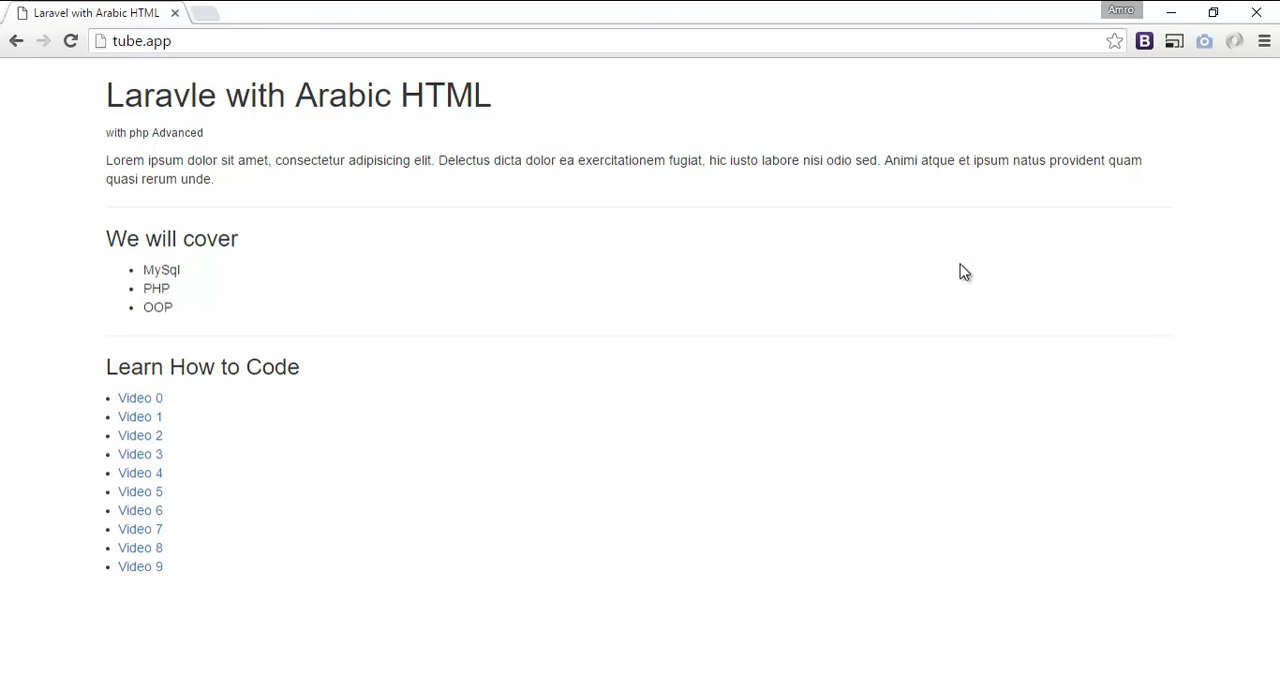 Laravel with Arabic HTML
Amro
tube.app
B
Laravle with Arabic HTML
with php Advanced
Lorem ipsum dolor sit amet, consectetur adipisicing elit. Delectus dicta dolor ea exercitationem fugiat, hic iusto labore nisi odio sed. Animi atque et ipsum natus provident quam
quasi rerum unde.
We will cover
MySql
PHP
OOP
Learn How to Code
Video 0
Video 1
Video 2
Video 3
Video 4
Video 5
Video 6
Video 7
Video 8
Video 9